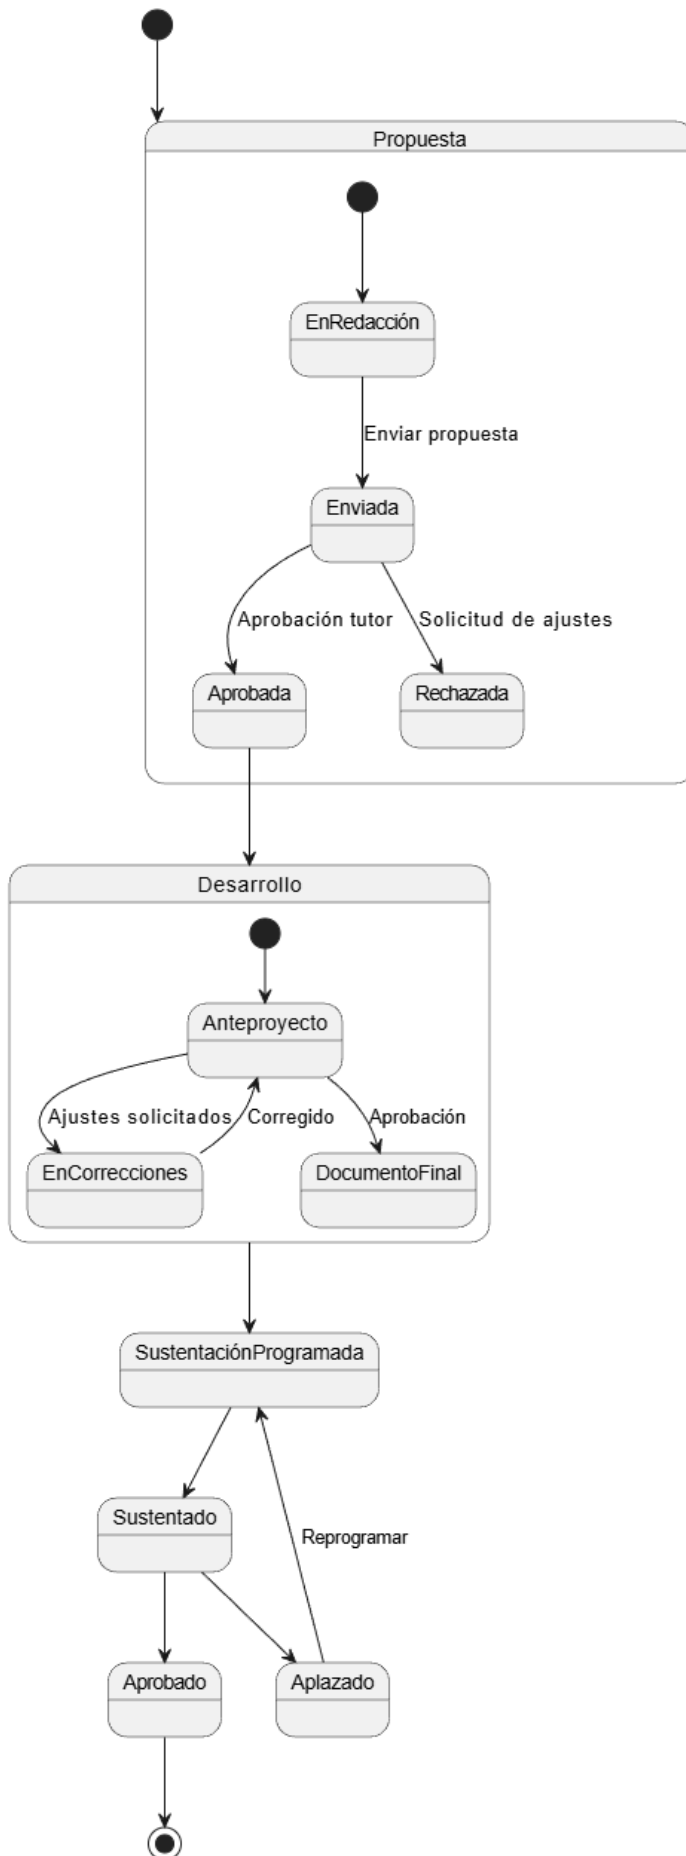 Propuesta
EnRedacción
Enviar propuesta
Enviada
Aprobación tutor
Solicitud de ajustes
Aprobada
Rechazada
Desarrollo
Anteproyecto
Ajustes solicitados
Corregido
Aprobación
EnCorrecciones
DocumentoFinal
SustentaciónProgramada
Sustentado
Reprogramar
Aprobado
Aplazado